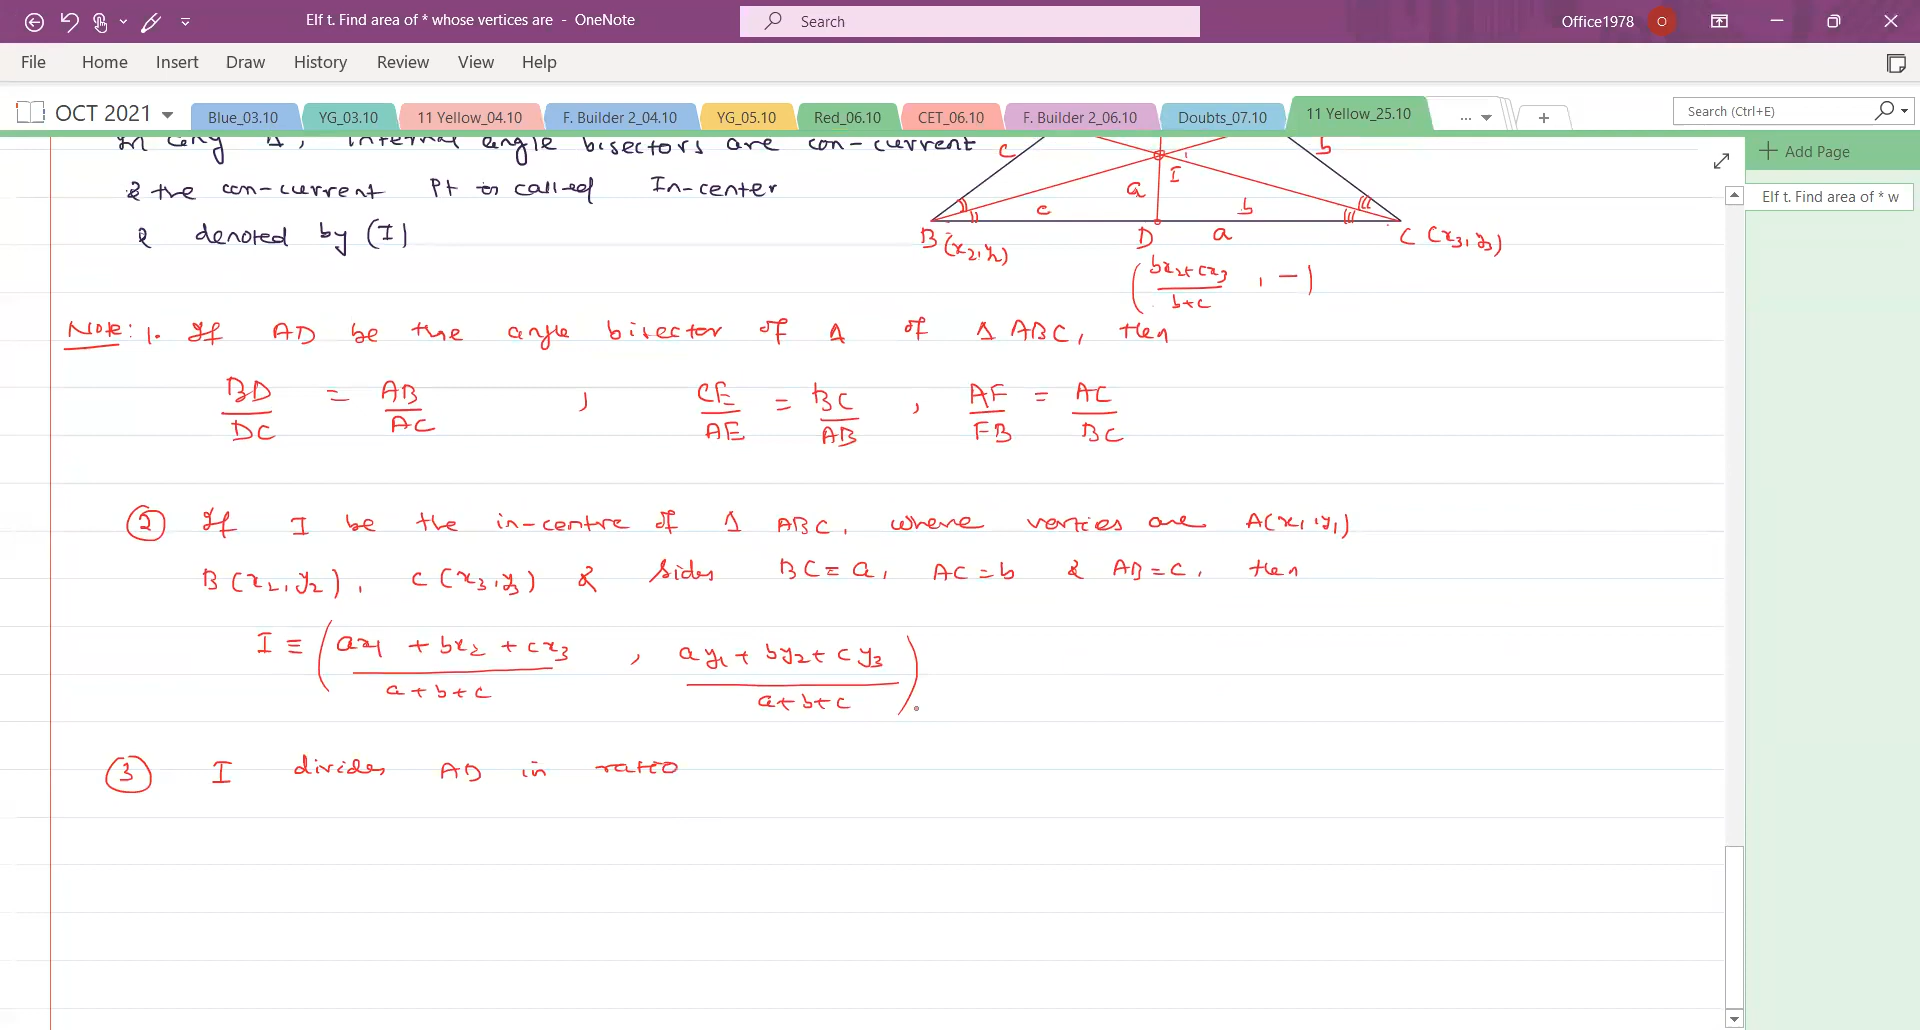 Elf t. Find area of * whose vertices are - OneNote
Search
Office1978 O
File Home Insert Draw History Review View Help
OCT 2021 Blue_03.10 YG_03.10 11 Yellow_04.10 F. Builder 2_04.10 YG_05.10 Red_06.10 CET_06.10 F. Builder 2_06.10 Doubts_07.10 11 Yellow_25.10 ... +
Search (Ctrl+E)
Add Page
Elf t. Find area of * w
In any Δ, internal angle bisectors are con-current
& the con-current Pt is called In-center
& denoted by (I)
c b
I
a
c b
B (x2, y2) D a C (x3, y3)
( bx2 + cx3 / b+c , — )
Note: 1. If AD be the angle bisector of A of Δ ABC, then
BD/DC = AB/AC , CE/AE = BC/AB , AF/FB = AC/BC
2 If I be the in-centre of Δ ABC, where verties are A(x1, y1)
B (x2, y2), C (x3, y3) & sides BC = a, AC = b & AB = c, then
I ≡ ( ax1 + bx2 + cx3 / a+b+c , ay1 + by2 + cy3 / a+b+c ).
3 I divides AD in ratio